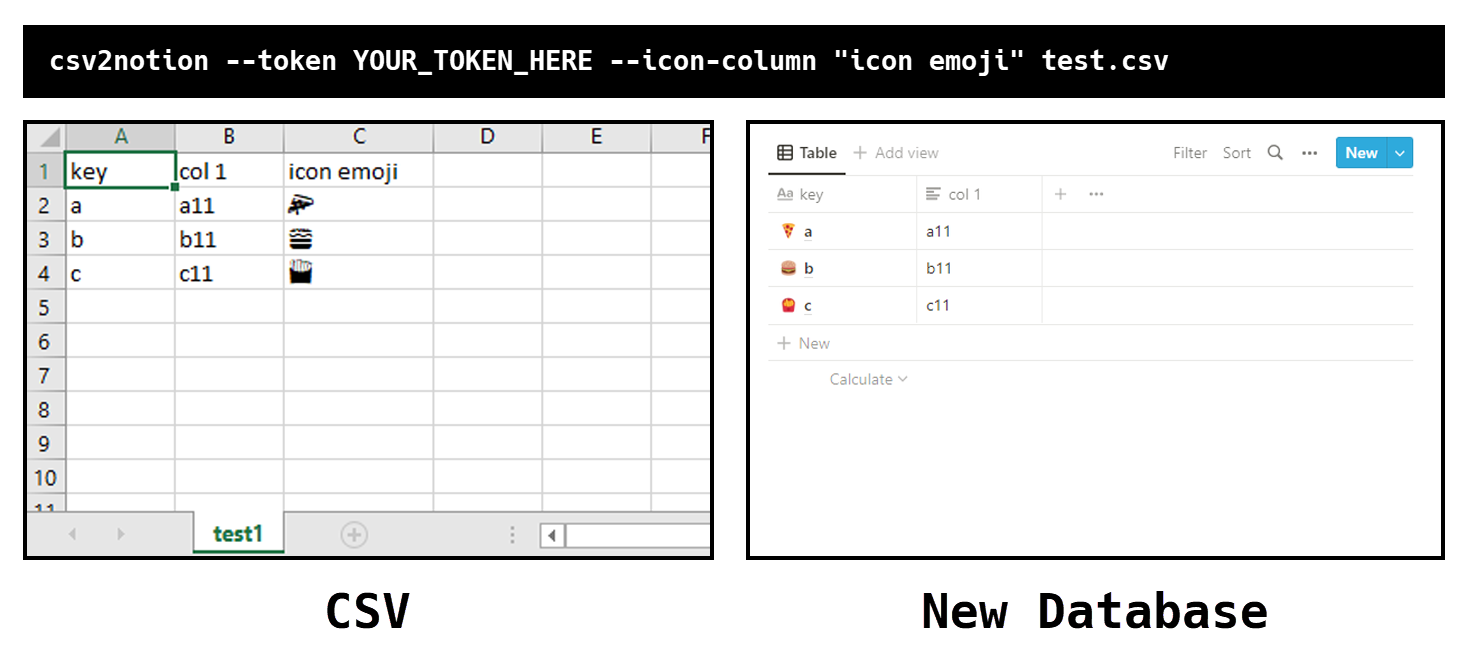 csv2notion --token YOUR_TOKEN_HERE --icon-column "icon emoji" test.csv
A B C D E F
1 key col 1 icon emoji
2 a a11 🍕
3 b b11 🍔
4 c c11 🍟
5
6
7
8
9
10
11
test1
CSV
Table + Add view Filter Sort ••• New
Aa key col 1 + •••
🍕 a a11
🍔 b b11
🍟 c c11
+ New
Calculate
New Database